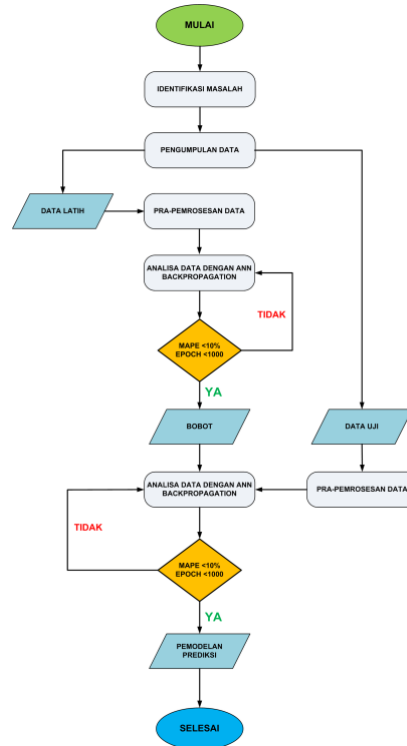 MULAI
IDENTIFIKASI MASALAH
PENGUMPULAN DATA
DATA LATIH
PRA-PEMROSESAN DATA
ANALISA DATA DENGAN ANN
BACKPROPAGATION
TIDAK
MAPE <10%
EPOCH <1000
YA
BOBOT
DATA UJI
ANALISA DATA DENGAN ANN
BACKPROPAGATION
PRA-PEMROSESAN DATA
TIDAK
MAPE <10%
EPOCH <1000
YA
PEMODELAN
PREDIKSI
SELESAI